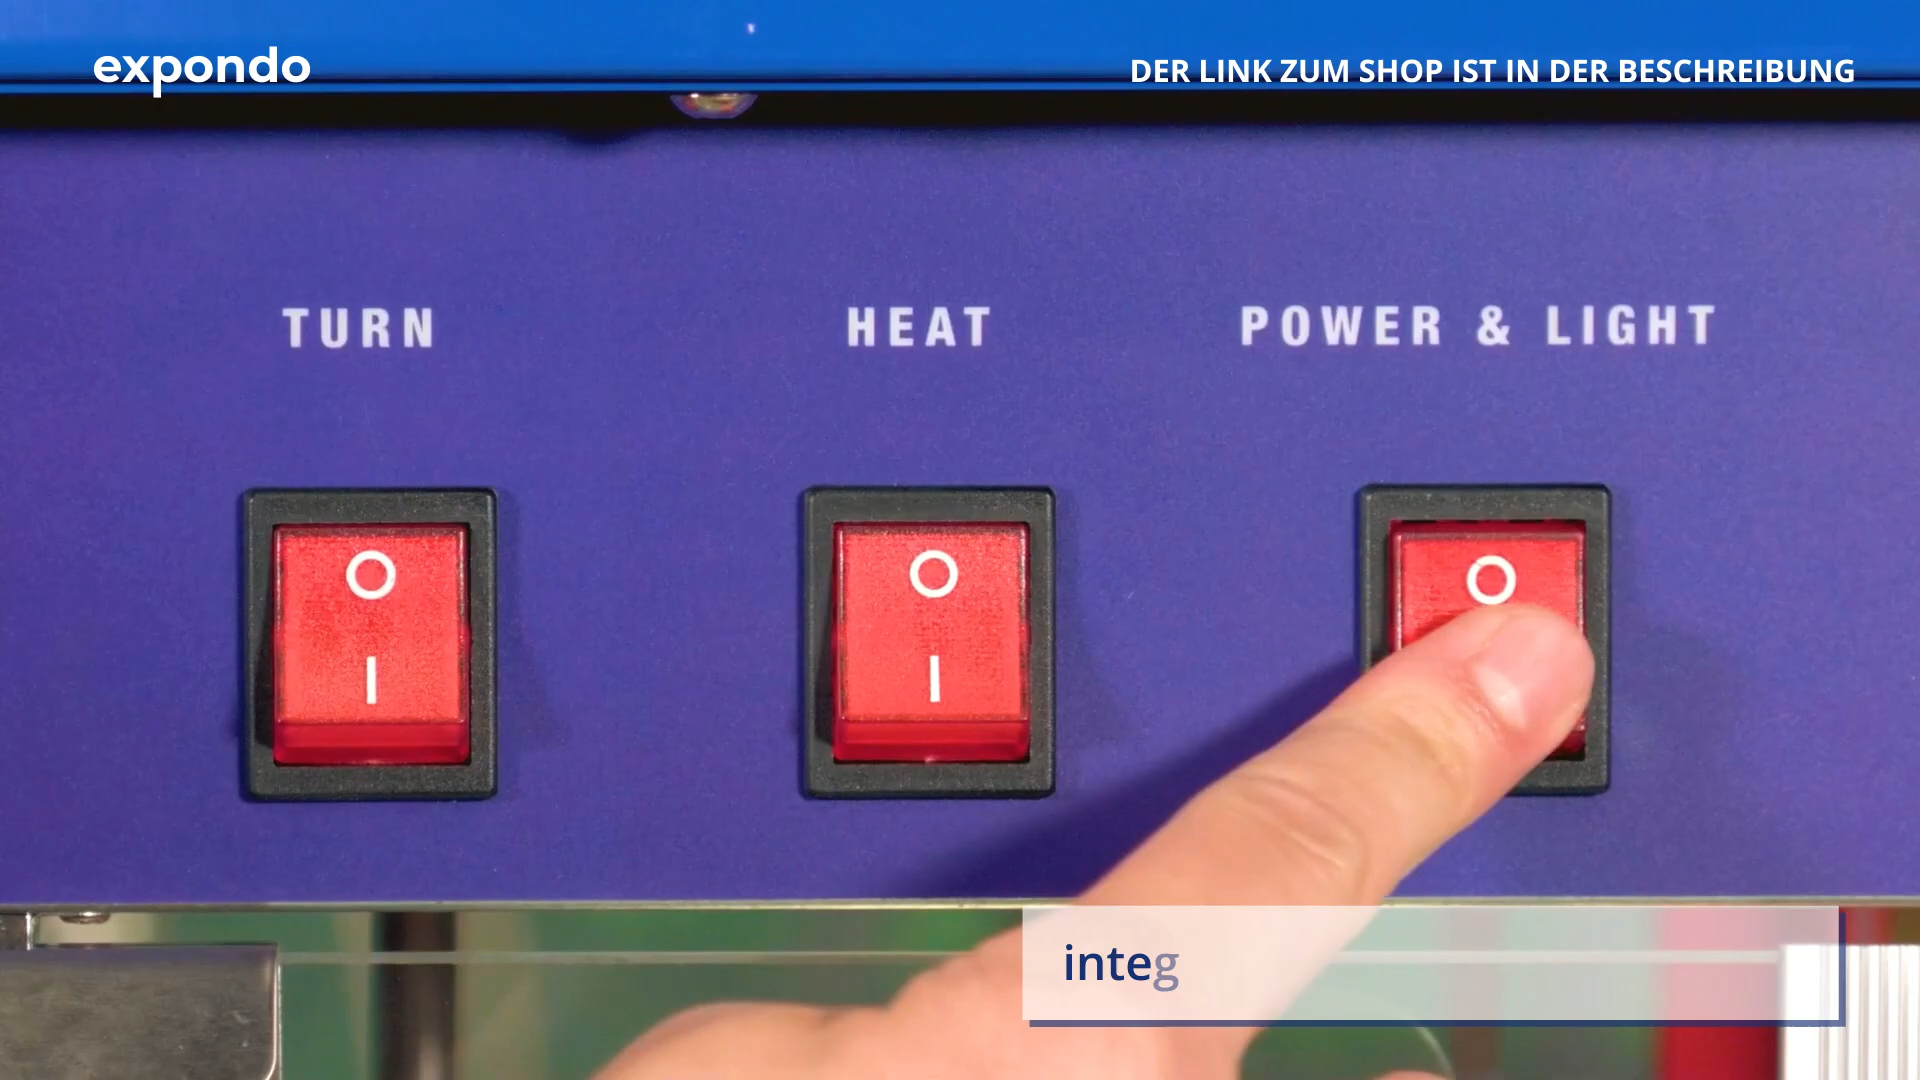 expondo
DER LINK ZUM SHOP IST IN DER BESCHREIBUNG
TURN
HEAT
POWER & LIGHT
integ